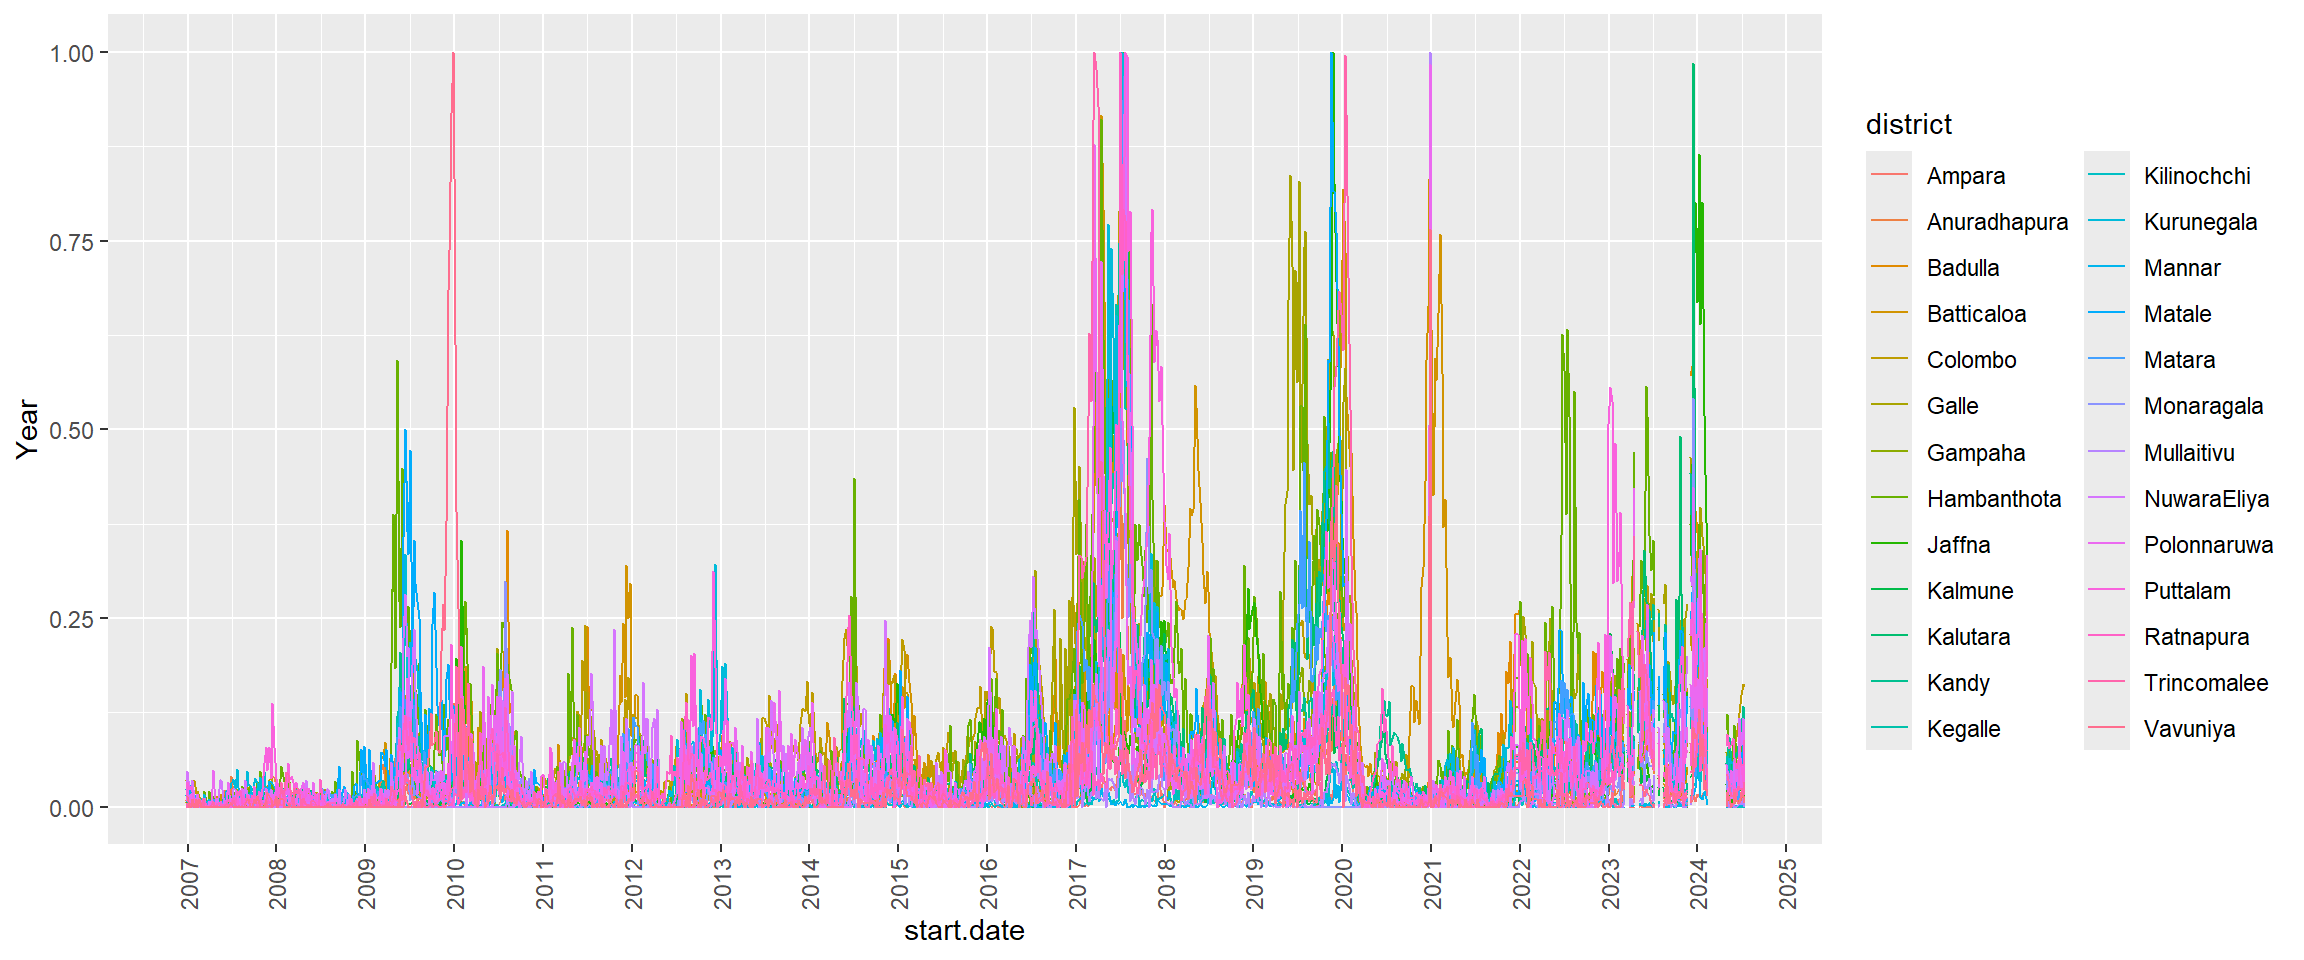 1.00
0.75
0.50
0.25
0.00
Year
2007
2008
2009
2010
2011
2012
2013
2014
2015
2016
2017
2018
2019
2020
2021
2022
2023
2024
2025
start.date
district
Ampara
Anuradhapura
Badulla
Batticaloa
Colombo
Galle
Gampaha
Hambanthota
Jaffna
Kalmune
Kalutara
Kandy
Kegalle
Kilinochchi
Kurunegala
Mannar
Matale
Matara
Monaragala
Mullaitivu
NuwaraEliya
Polonnaruwa
Puttalam
Ratnapura
Trincomalee
Vavuniya